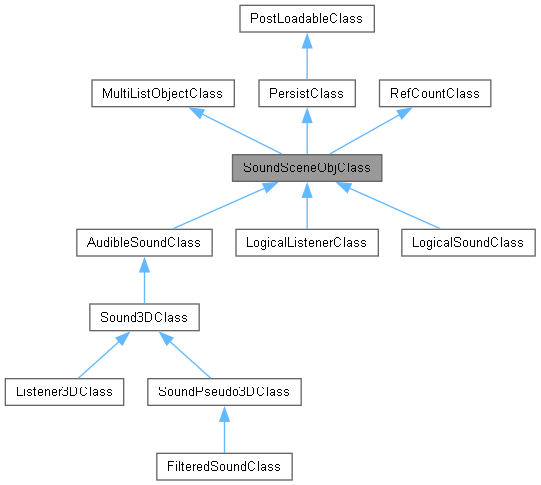 PostLoadableClass
MultiListObjectClass
PersistClass
RefCountClass
SoundSceneObjClass
AudibleSoundClass
LogicalListenerClass
LogicalSoundClass
Sound3DClass
Listener3DClass
SoundPseudo3DClass
FilteredSoundClass